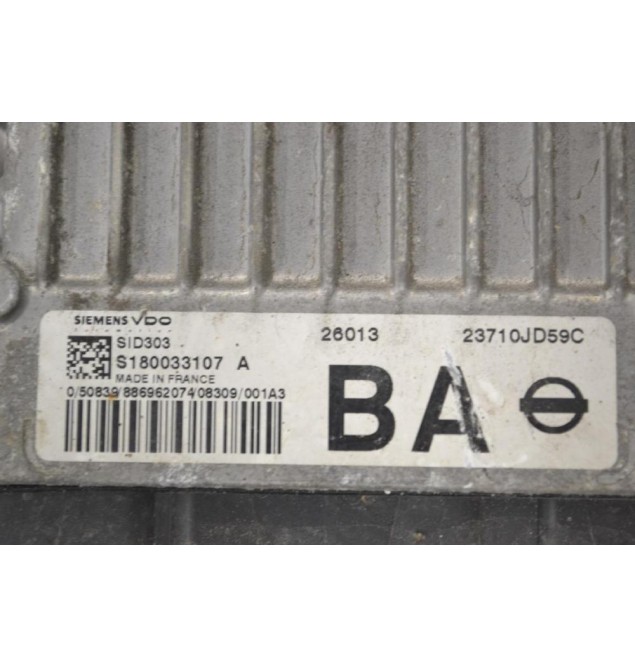 SIEMENS VDO
SID303 26013 23710JD59C
S180033107 A
MADE IN FRANCE
0/50839/88696207408309/001A3
BA